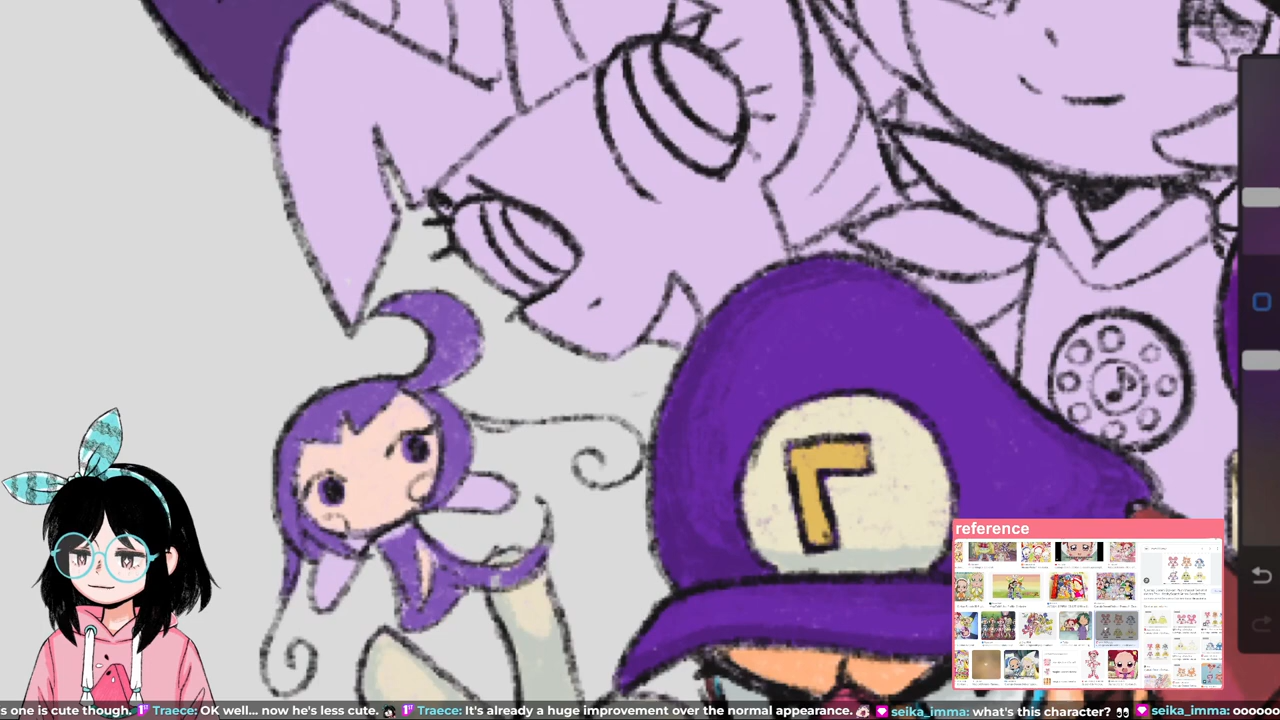 reference
s one is cute though. Traece: OK well... now he's less cute. Traece: It's already a huge improvement over the normal appearance. seika_imma: what's this character? 👀 seika_imma: oooooo